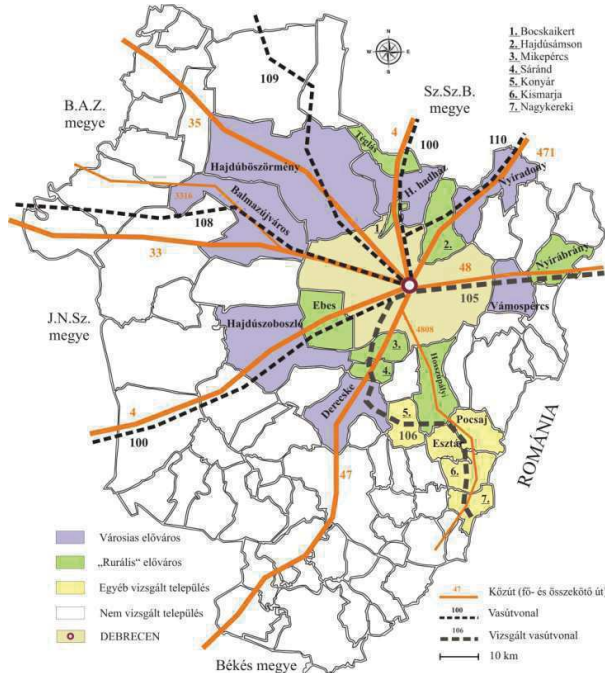 1. Bocskaikert
2. Hajdúsámson
3. Mikepércs
4. Sáránd
5. Konyár
6. Kismarja
7. Nagykereki
N
W
E
S
B.A.Z.
megye
Sz.Sz.B.
megye
J.N.Sz.
megye
ROMÁNIA
Békés megye
109
35
4
100
110
471
Téglás
Hajdúböszörmény
H. hadház
Nyíradony
3316
Balmazújváros
1.
2.
108
33
48
105
Nyírábrány
Vámospércs
Ebes
Hajdúszoboszló
4808
3.
4.
Hosszúpályi
Derecske
4
100
5.
106
Pocsaj
Esztár
6.
7.
47
Városias előváros
„Rurális” előváros
Egyéb vizsgált település
Nem vizsgált település
DEBRECEN
47
Közút (fő- és összekötő út)
100
Vasútvonal
106
Vizsgált vasútvonal
10 km